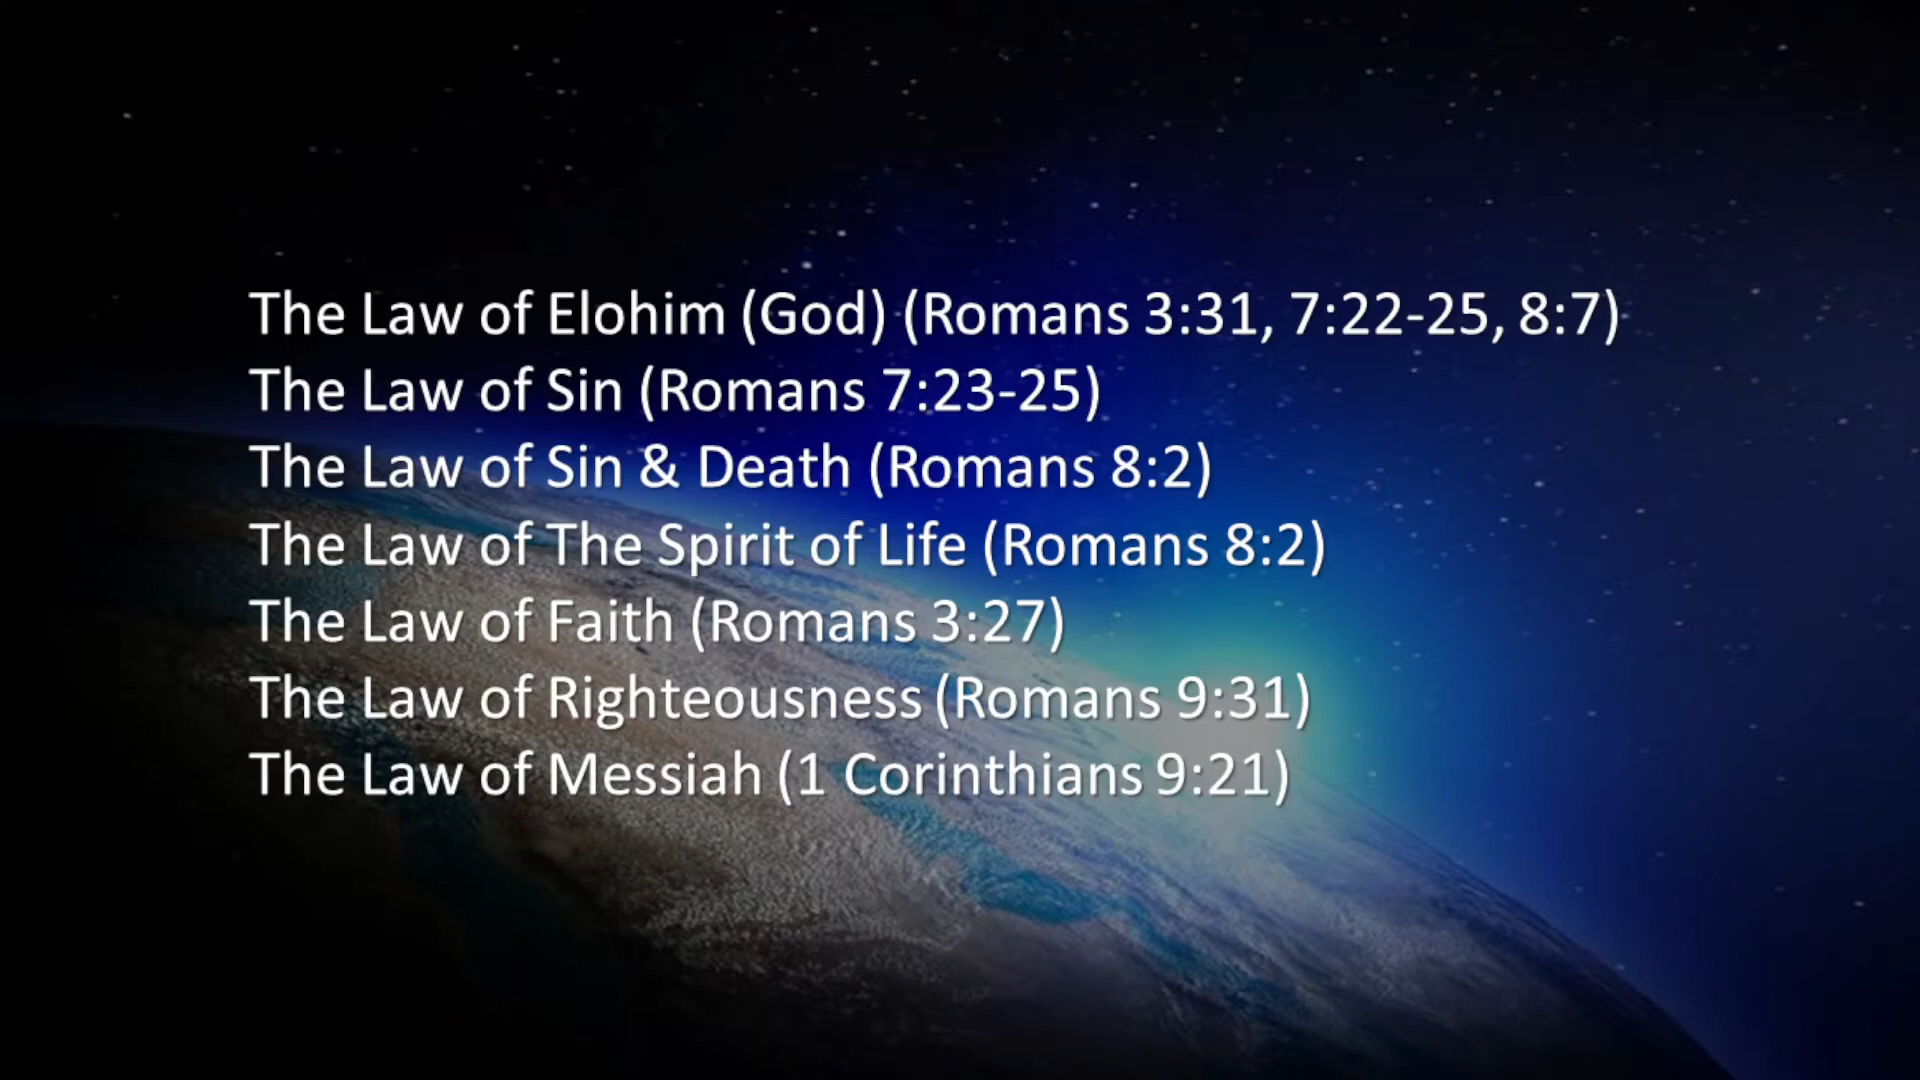 The Law of Elohim (God) (Romans 3:31, 7:22-25, 8:7)
The Law of Sin (Romans 7:23-25)
The Law of Sin & Death (Romans 8:2)
The Law of The Spirit of Life (Romans 8:2)
The Law of Faith (Romans 3:27)
The Law of Righteousness (Romans 9:31)
The Law of Messiah (1 Corinthians 9:21)